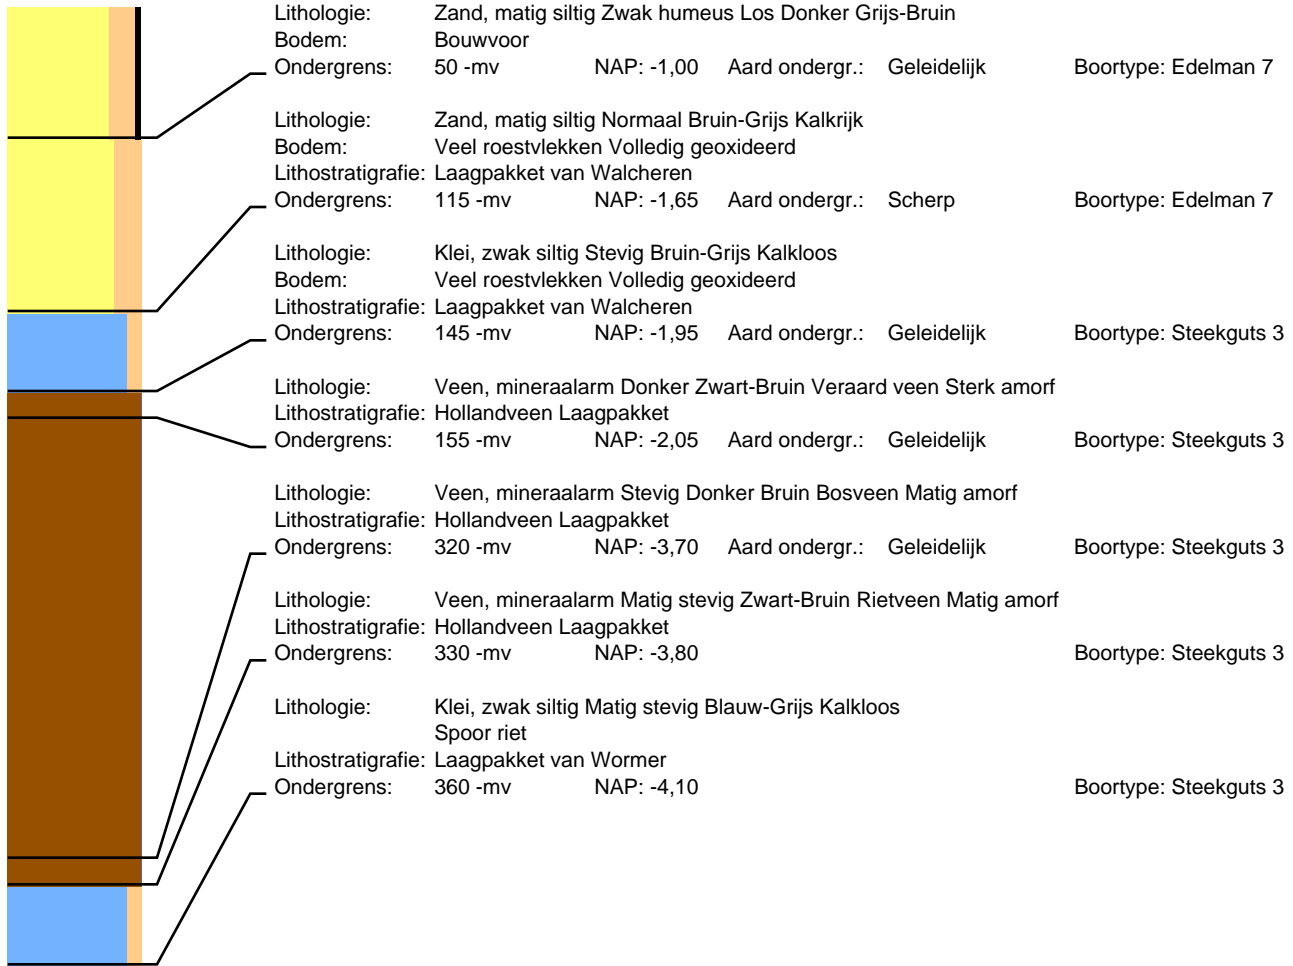 Lithologie: Zand, matig siltig Zwak humeus Los Donker Grijs-Bruin
Bodem: Bouwvoor
Ondergrens: 50 -mv NAP: -1,00 Aard ondergr.: Geleidelijk Boortype: Edelman 7
Lithologie: Zand, matig siltig Normaal Bruin-Grijs Kalkrijk
Bodem: Veel roestvlekken Volledig geoxideerd
Lithostratigrafie: Laagpakket van Walcheren
Ondergrens: 115 -mv NAP: -1,65 Aard ondergr.: Scherp Boortype: Edelman 7
Lithologie: Klei, zwak siltig Stevig Bruin-Grijs Kalkloos
Bodem: Veel roestvlekken Volledig geoxideerd
Lithostratigrafie: Laagpakket van Walcheren
Ondergrens: 145 -mv NAP: -1,95 Aard ondergr.: Geleidelijk Boortype: Steekguts 3
Lithologie: Veen, mineraalarm Donker Zwart-Bruin Veraard veen Sterk amorf
Lithostratigrafie: Hollandveen Laagpakket
Ondergrens: 155 -mv NAP: -2,05 Aard ondergr.: Geleidelijk Boortype: Steekguts 3
Lithologie: Veen, mineraalarm Stevig Donker Bruin Bosveen Matig amorf
Lithostratigrafie: Hollandveen Laagpakket
Ondergrens: 320 -mv NAP: -3,70 Aard ondergr.: Geleidelijk Boortype: Steekguts 3
Lithologie: Veen, mineraalarm Matig stevig Zwart-Bruin Rietveen Matig amorf
Lithostratigrafie: Hollandveen Laagpakket
Ondergrens: 330 -mv NAP: -3,80 Boortype: Steekguts 3
Lithologie: Klei, zwak siltig Matig stevig Blauw-Grijs Kalkloos
Spoor riet
Lithostratigrafie: Laagpakket van Wormer
Ondergrens: 360 -mv NAP: -4,10 Boortype: Steekguts 3